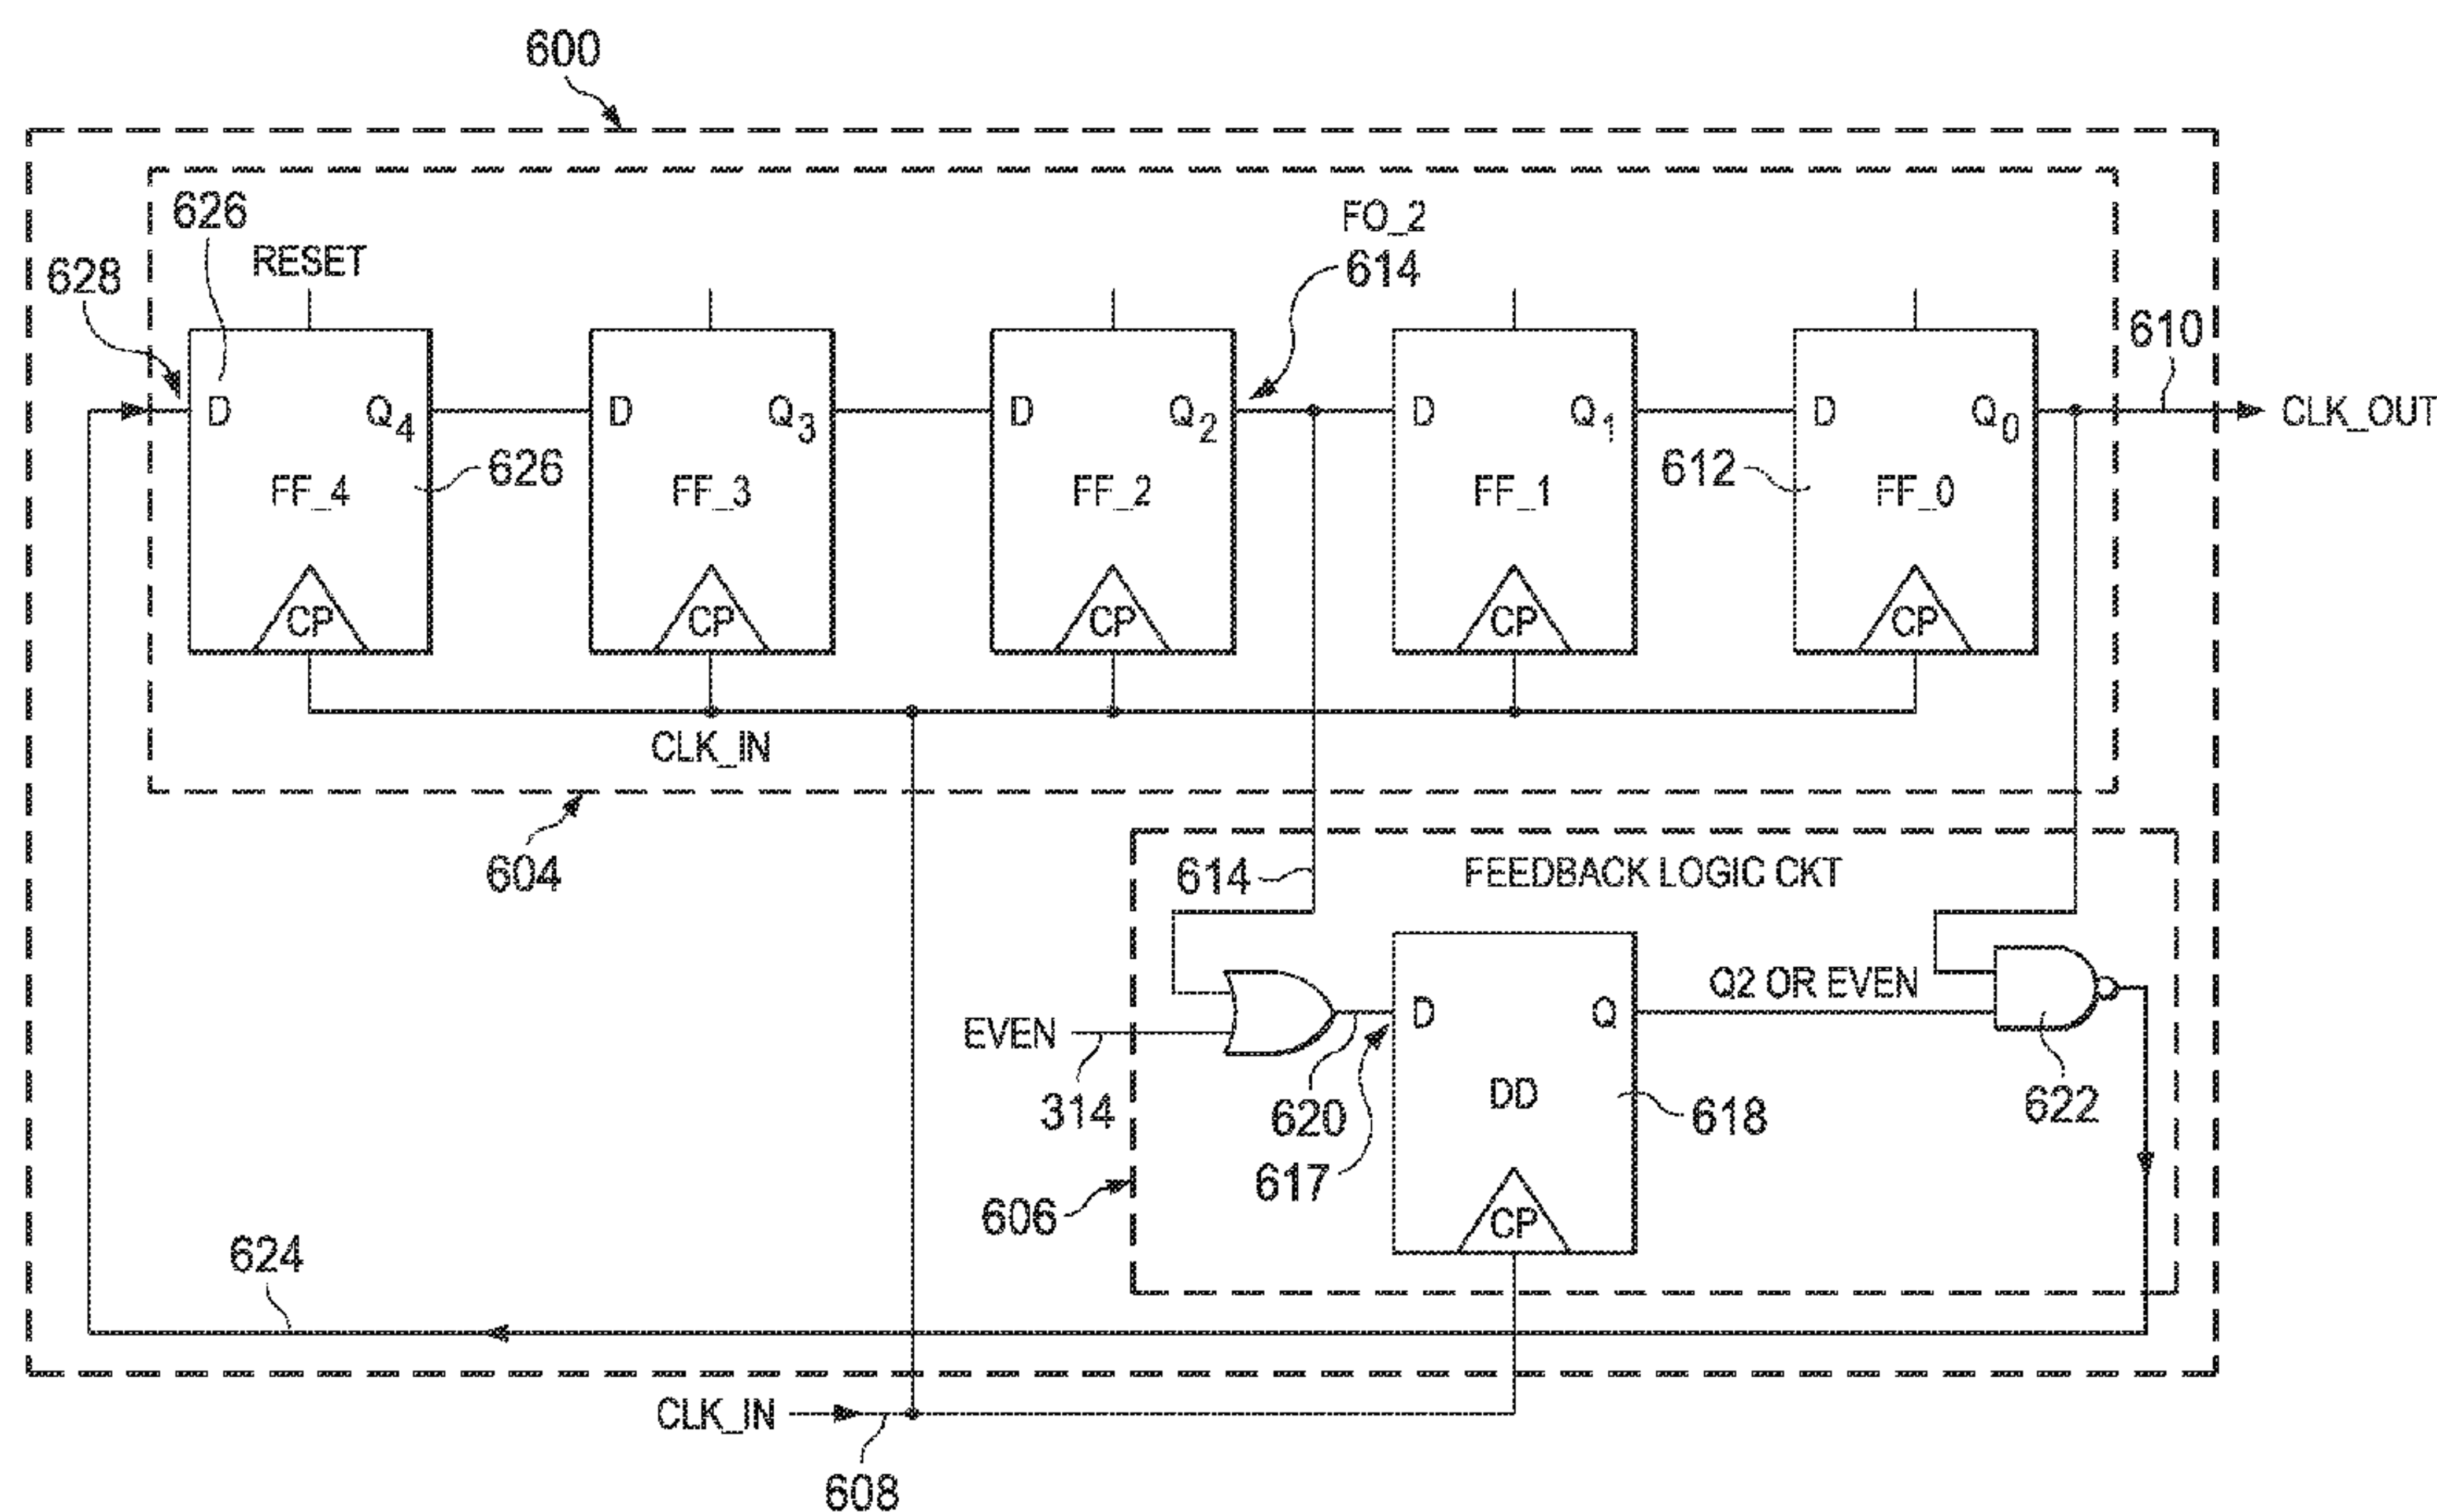 600
626
FO_2
628
RESET
614
610
D Q4 D Q3 D Q2 D Q1 D Q0
CLK_OUT
FF_4 626 FF_3 FF_2 FF_1 612 FF_0
CP CP CP CP CP
CLK_IN
604
614
FEEDBACK LOGIC CKT
EVEN D Q Q2 OR EVEN
314 620 DD 618 622
617
606 CP
624
CLK_IN
608